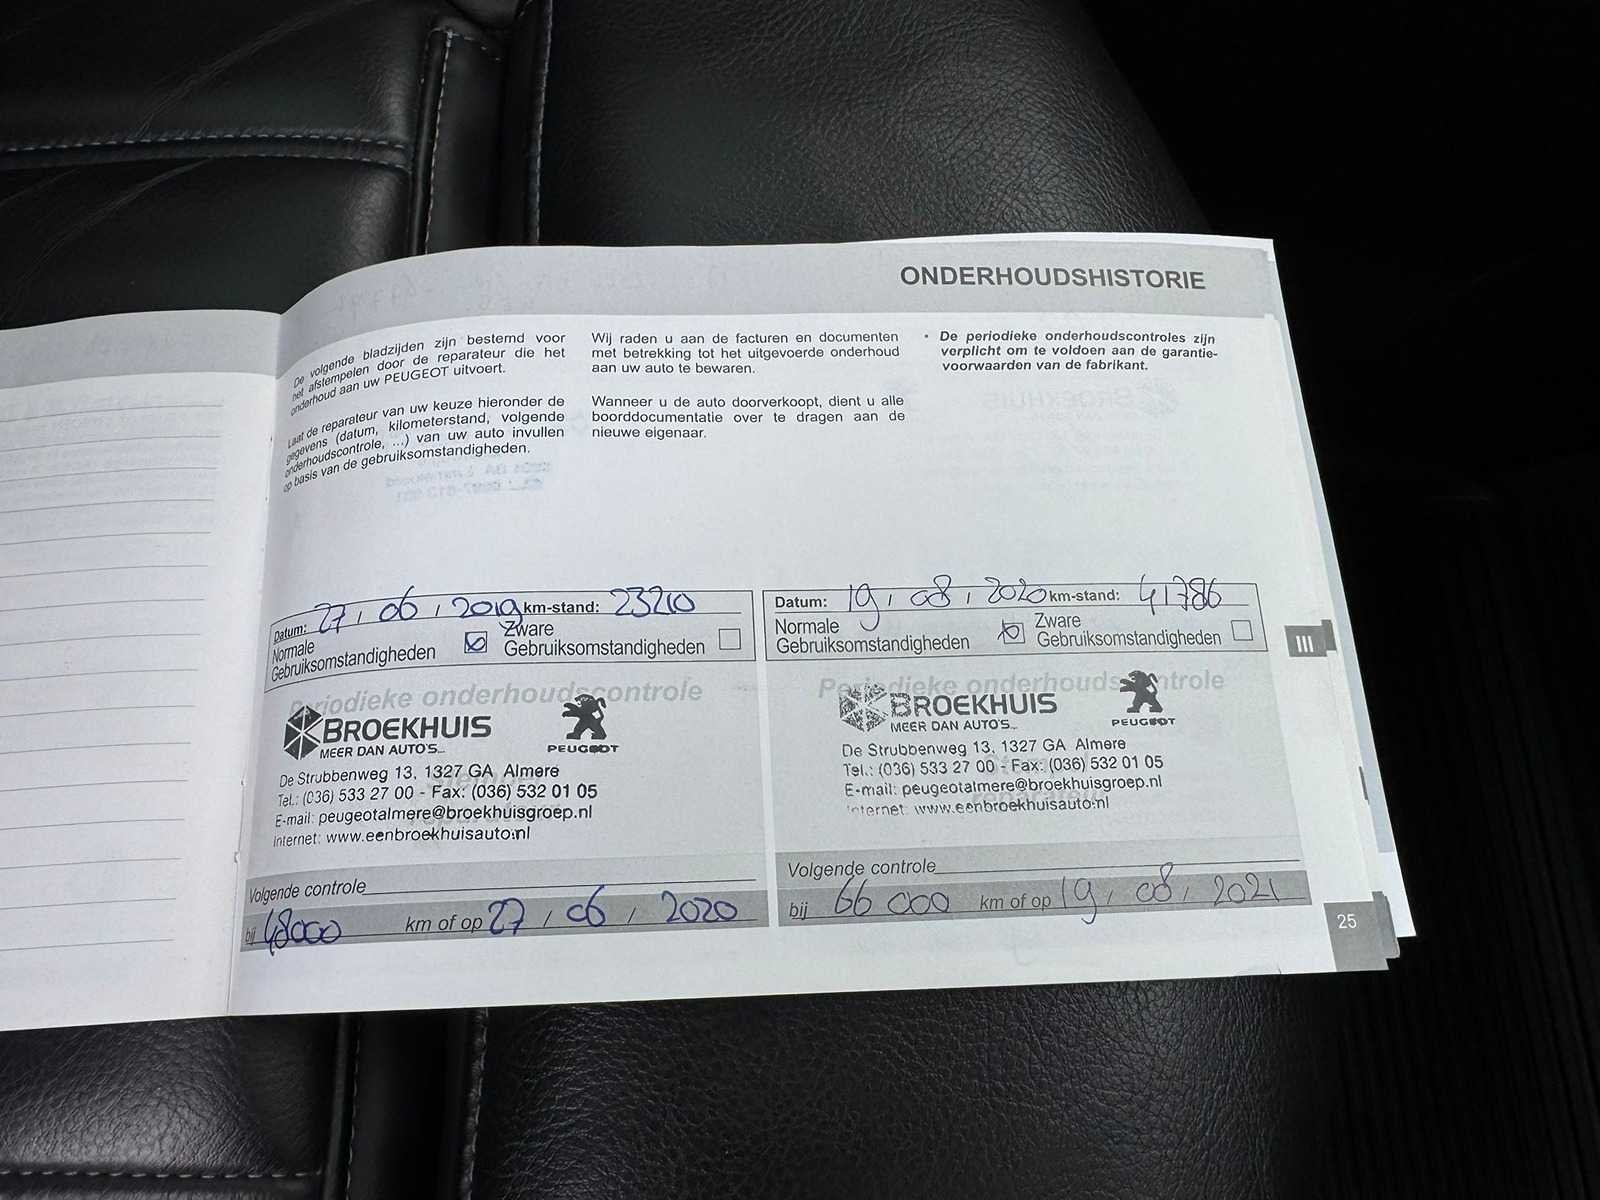 ONDERHOUDSHISTORIE
De volgende bladzijden zijn bestemd voor
het afstempelen door de reparateur die het
onderhoud aan uw PEUGEOT uitvoert.
Laat de reparateur van uw keuze hieronder de
gegevens (datum, kilometerstand, volgende
onderhoudscontrole, ...) van uw auto invullen
op basis van de gebruiksomstandigheden.
Wij raden u aan de facturen en documenten
met betrekking tot het uitgevoerde onderhoud
aan uw auto te bewaren.
Wanneer u de auto doorverkoopt, dient u alle
boorddocumentatie over te dragen aan de
nieuwe eigenaar.
• De periodieke onderhoudscontroles zijn
verplicht om te voldoen aan de garantie-
voorwaarden van de fabrikant.
Datum: 27 / 06 / 2019 km-stand: 23210
Normale
Gebruiksomstandigheden
Zware
Gebruiksomstandigheden
Periodieke onderhoudscontrole
BROEKHUIS
MEER DAN AUTO'S...
PEUGEOT
De Strubbenweg 13, 1327 GA Almere
Tel.: (036) 533 27 00 - Fax: (036) 532 01 05
E-mail: peugeotalmere@broekhuisgroep.nl
Internet: www.eenbroekhuisauto.nl
Volgende controle
bij 48000 km of op 27 / 06 / 2020
Datum: 19 / 08 / 2020 km-stand: 41786
Normale
Gebruiksomstandigheden
Zware
Gebruiksomstandigheden
Periodieke onderhoudscontrole
BROEKHUIS
MEER DAN AUTO'S...
PEUGEOT
De Strubbenweg 13, 1327 GA Almere
Tel.: (036) 533 27 00 - Fax: (036) 532 01 05
E-mail: peugeotalmere@broekhuisgroep.nl
Internet: www.eenbroekhuisauto.nl
Volgende controle
bij 66 000 km of op 19 / 08 / 2021
III
25